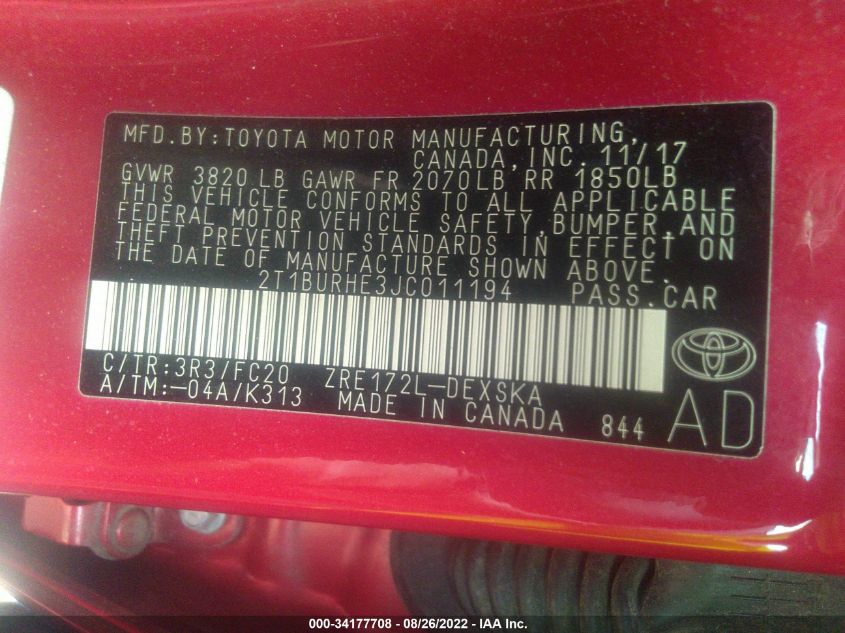 MFD.BY:TOYOTA MOTOR MANUFACTURING,
CANADA,INC. 11/17
GVWR 3820 LB GAWR FR 2070LB RR 1850LB
THIS VEHICLE CONFORMS TO ALL APPLICABLE
FEDERAL MOTOR VEHICLE SAFETY,BUMPER,AND
THEFT PREVENTION STANDARDS IN EFFECT ON
THE DATE OF MANUFACTURE SHOWN ABOVE.
2T1BURHE3JC011194 PASS.CAR
C/TR:3R3/FC20 ZRE172L-DEXSKA
A/TM:-04A/K313 MADE IN CANADA 844 AD
000-34177708 - 08/26/2022 - IAA Inc.